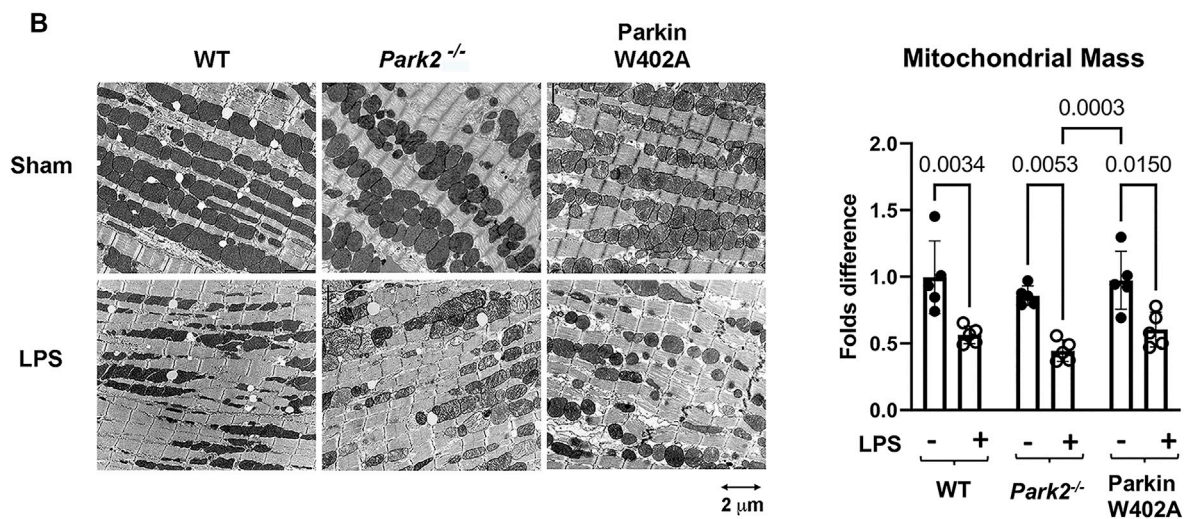 B
WT
Park2 -/-
Parkin
W402A
Sham
LPS
2 μm
Mitochondrial Mass
0.0003
0.0034 0.0053 0.0150
Folds difference
2.0
1.5
1.0
0.5
0.0
LPS - + - + - +
WT Park2-/- Parkin
W402A